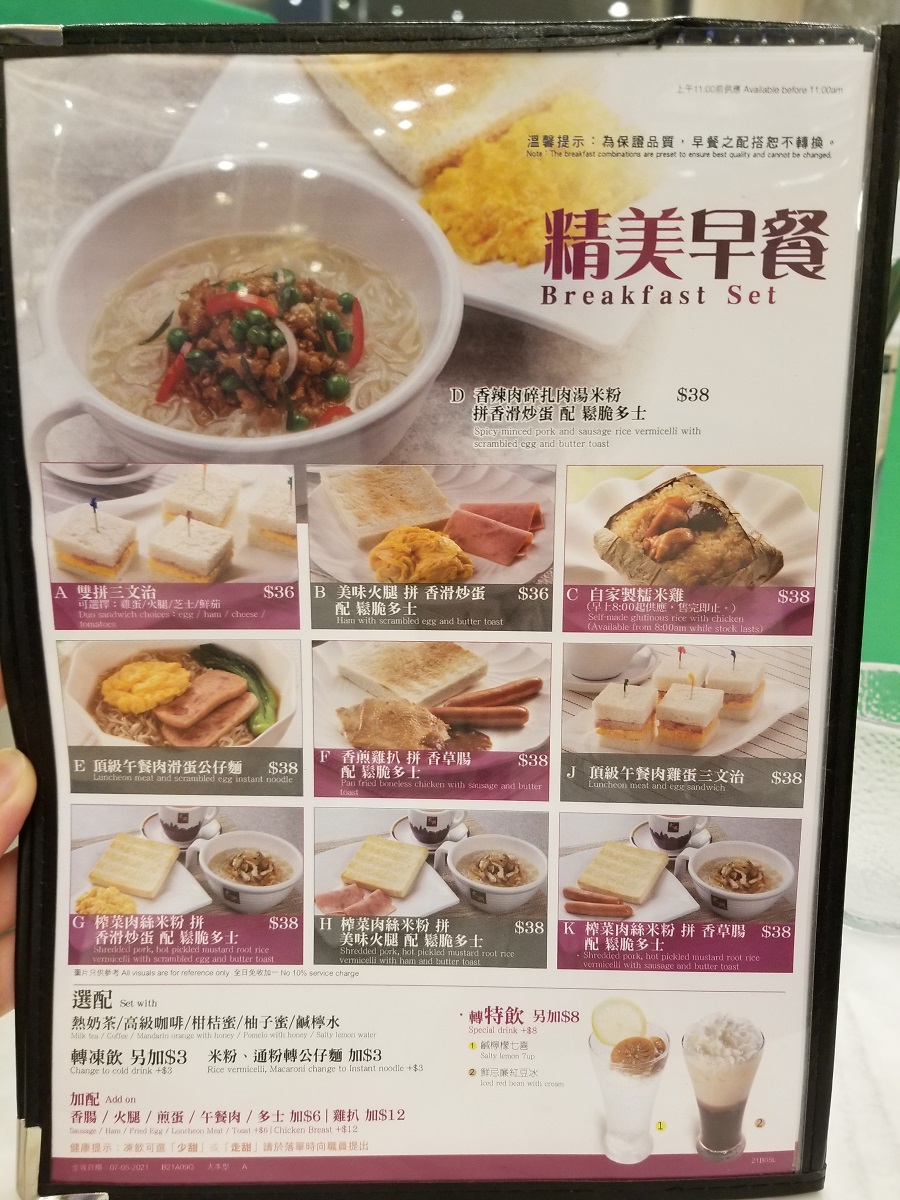 上午11:00前供應 Available before 11:00am
溫馨提示：為保證品質，早餐之配搭恕不轉換。
Note : The breakfast combinations are preset to ensure best quality and cannot be changed.
精美早餐
Breakfast Set
D 香辣肉碎扎肉湯米粉 $38
拼香滑炒蛋 配 鬆脆多士
Spicy minced pork and sausage rice vermicelli with
scrambled egg and butter toast
A 雙拼三文治 $36
可選擇：雞蛋/火腿/芝士/鮮茄
Duo sandwich choices : egg / ham / cheese /
tomatoes
B 美味火腿 拼 香滑炒蛋 $36
配 鬆脆多士
Ham with scrambled egg and butter toast
C 自家製糯米雞 $38
(早上8:00起供應，售完即止。)
Self-made glutinous rice with chicken
(Available from 8:00am while stock lasts)
E 頂級午餐肉滑蛋公仔麵 $38
Luncheon meat and scrambled egg instant noodle
F 香煎雞扒 拼 香草腸 $38
配 鬆脆多士
Pan fried boneless chicken with sausage and butter
toast
J 頂級午餐肉雞蛋三文治 $38
Luncheon meat and egg sandwich
G 榨菜肉絲米粉 拼 $38
香滑炒蛋 配 鬆脆多士
Shredded pork, hot pickled mustard root rice
vermicelli with scrambled egg and butter toast
H 榨菜肉絲米粉 拼 $38
美味火腿 配 鬆脆多士
Shredded pork, hot pickled mustard root rice
vermicelli with ham and butter toast
K 榨菜肉絲米粉 拼 香草腸 $38
配 鬆脆多士
Shredded pork, hot pickled mustard root rice
vermicelli with sausage and butter toast
圖片只供參考 All visuals are for reference only 全日免收加一 No 10% service charge
選配 Set with
熱奶茶/高級咖啡/柑桔蜜/柚子蜜/鹹檸水
Milk tea / Coffee / Mandarin orange with honey / Pomelo with honey / Salty lemon water
轉凍飲 另加$3 米粉、通粉轉公仔麵 加$3
Change to cold drink +$3 Rice vermicelli, Macaroni change to Instant noodle +$3
加配 Add on
香腸 / 火腿 / 煎蛋 / 午餐肉 / 多士 加$6 | 雞扒 加$12
Sausage / Ham / Fried Egg / Luncheon Meat / Toast +$6 | Chicken Breast +$12
健康提示：凍飲可選「少甜」或「走甜」請於落單時向職員提出
轉特飲 另加$8
Special drink +$8
1 鹹檸檬七喜
Salty lemon 7up
2 鮮忌廉紅豆冰
Iced red bean with cream
1
2
07-05-2021 B21A09G 大本型 A